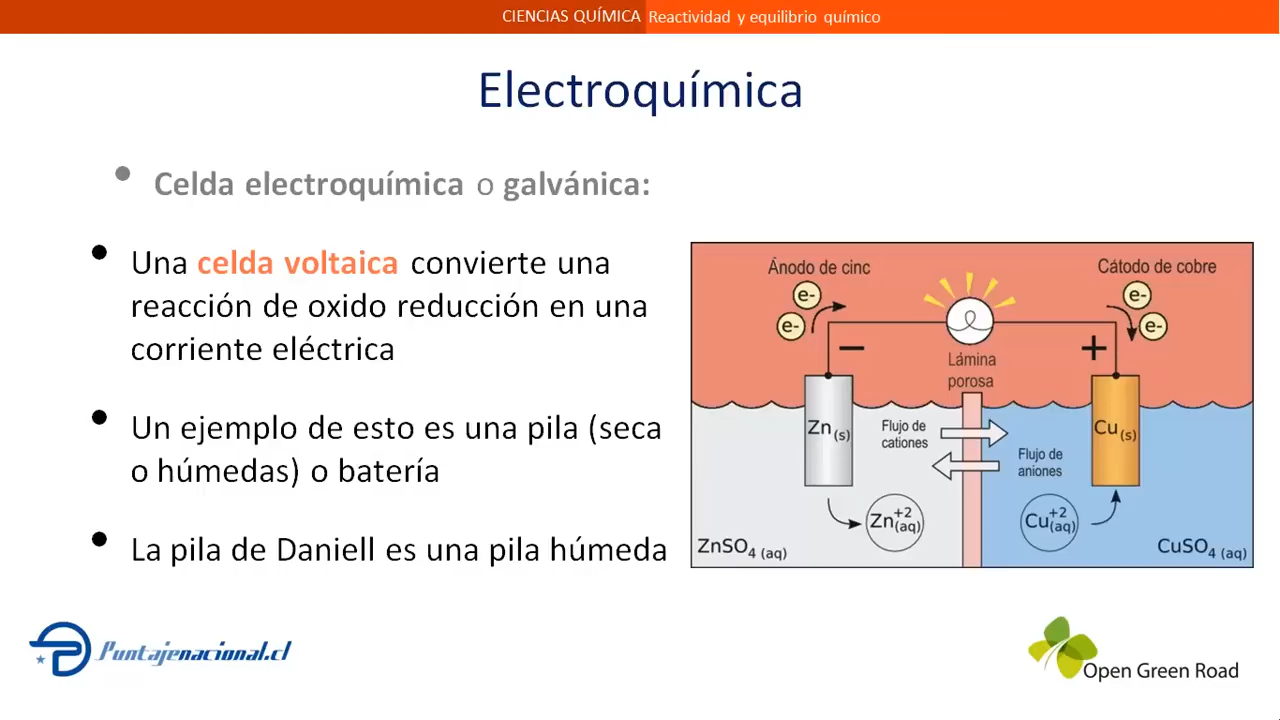 CIENCIAS QUÍMICA Reactividad y equilibrio químico
Electroquímica
• Celda electroquímica o galvánica:
• Una celda voltaica convierte una
reacción de oxido reducción en una
corriente eléctrica
• Un ejemplo de esto es una pila (seca
o húmedas) o batería
• La pila de Daniell es una pila húmeda
Ánodo de cinc
Cátodo de cobre
e-
e-
e-
e-
−
+
Lámina
porosa
Zn(s)
Flujo de
cationes
Flujo de
aniones
Cu(s)
Zn+2(aq)
Cu+2(aq)
ZnSO4 (aq)
CuSO4 (aq)
Puntajenacional.cl
Open Green Road